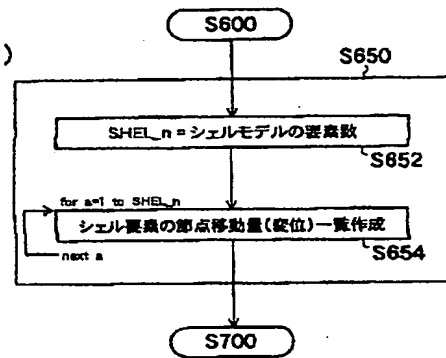 S600
)
S650
SHEL_n = シェルモデルの要素数
S652
for a=1 to SHEL_n
シェル要素の節点移動量(変位)一覧作成
next a
S654
S700